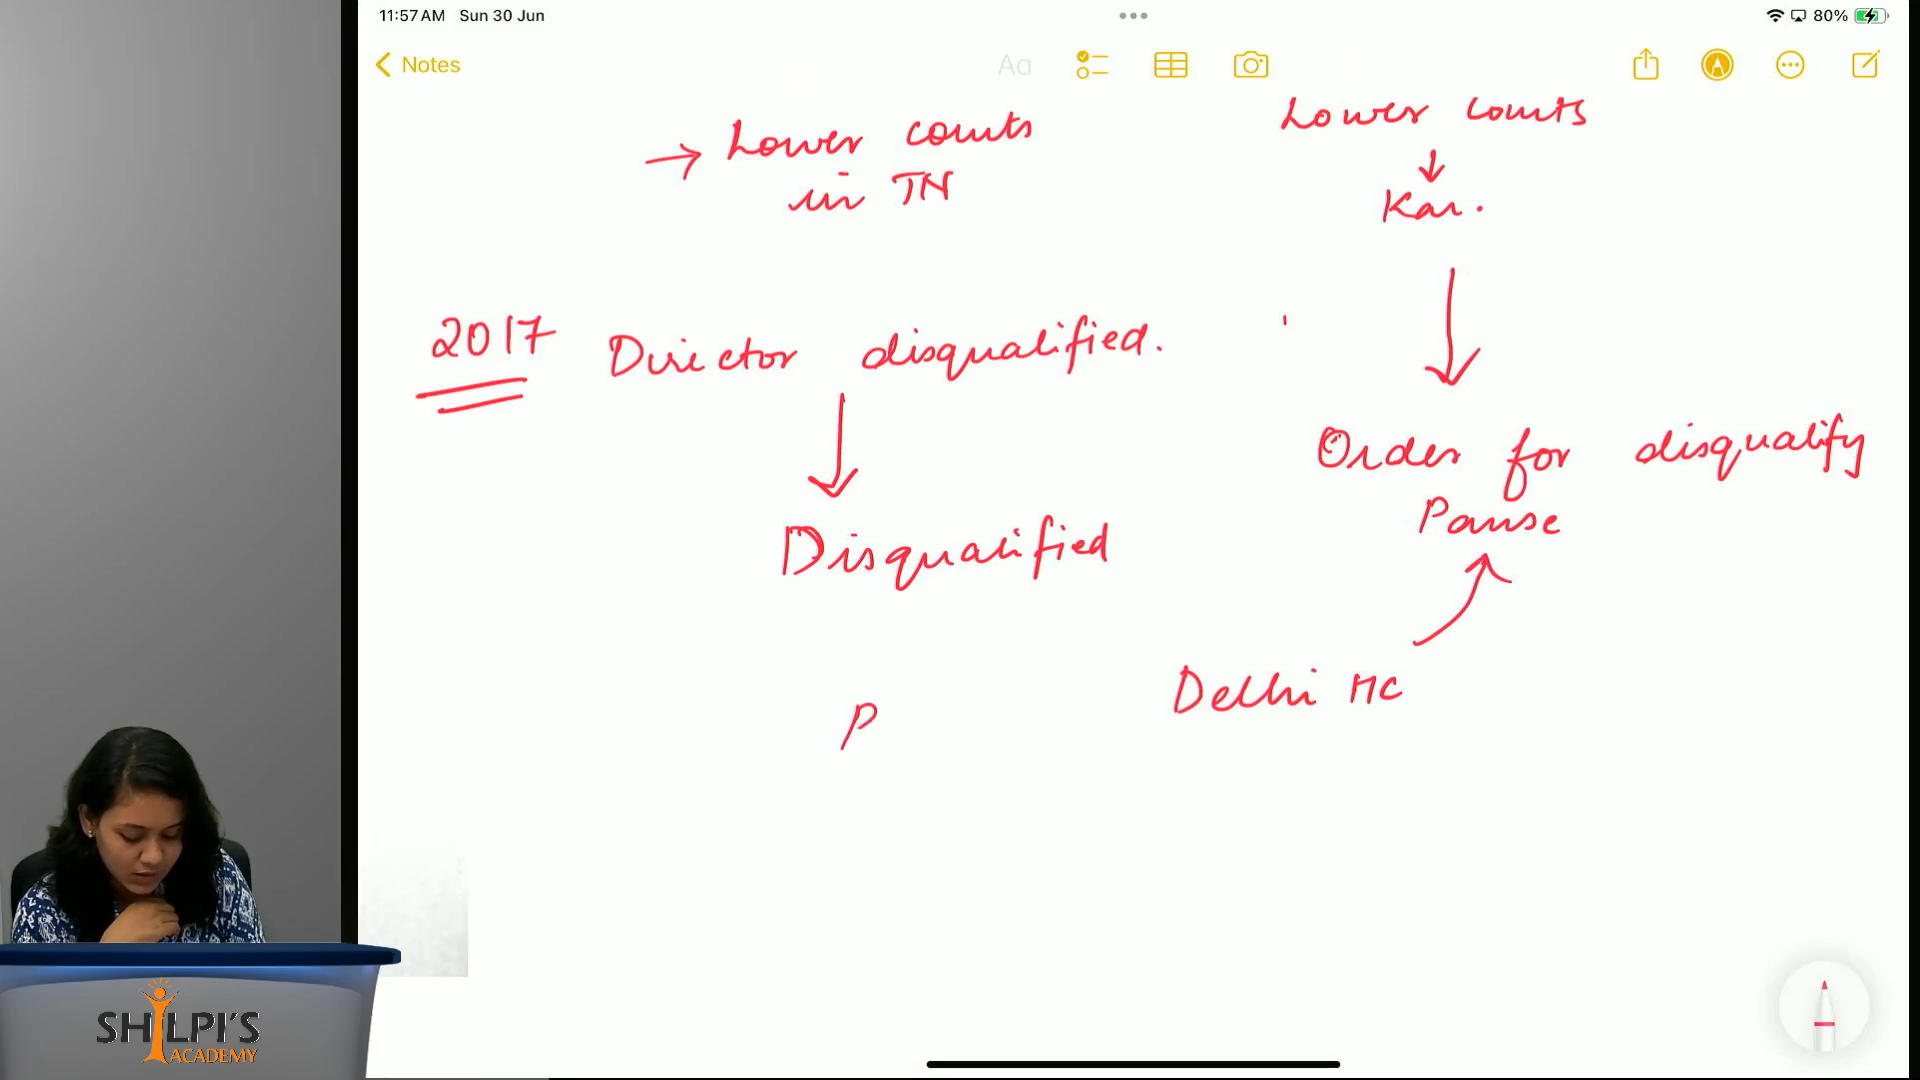 11:57 AM Sun 30 Jun
80%
Notes
Aa
→ Lower courts
in TN
Lower courts
↓
Kar.
2017 Director disqualified.
Order for disqualify
Pause
Disqualified
Delhi HC
P
SHILPI'S
ACADEMY